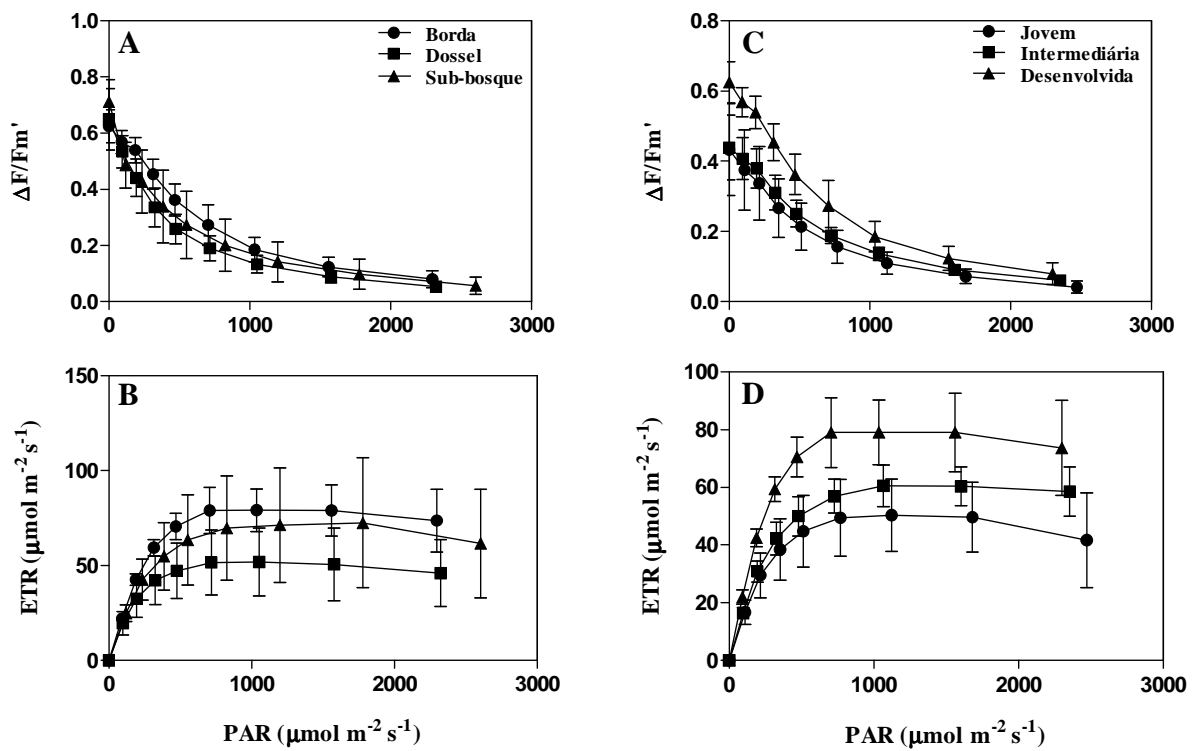 A
Borda
Dossel
Sub-bosque
ΔF/Fm'
1.0
0.8
0.6
0.4
0.2
0.0
0
1000
2000
3000
C
Jovem
Intermediária
Desenvolvida
ΔF/Fm'
0.8
0.6
0.4
0.2
0.0
0
1000
2000
3000
B
ETR (μmol m⁻² s⁻¹)
150
100
50
0
0
1000
2000
3000
PAR (μmol m⁻² s⁻¹)
D
ETR (μmol m⁻² s⁻¹)
100
80
60
40
20
0
0
1000
2000
3000
PAR (μmol m⁻² s⁻¹)